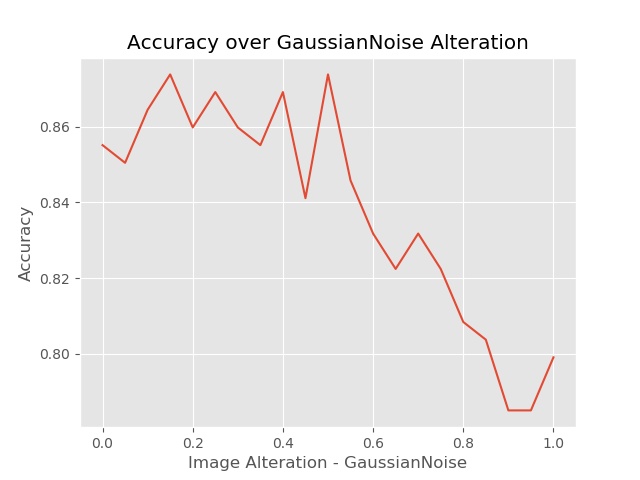 Accuracy over GaussianNoise Alteration
Accuracy
0.86
0.84
0.82
0.80
0.0 0.2 0.4 0.6 0.8 1.0
Image Alteration - GaussianNoise